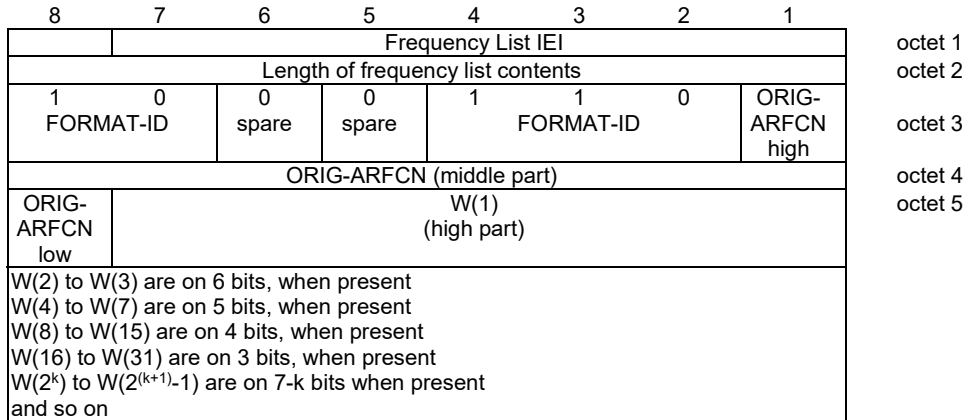 8 7 6 5 4 3 2 1
Frequency List IEI octet 1
Length of frequency list contents octet 2
1 0 0 0 1 1 0 ORIG-
FORMAT-ID spare spare FORMAT-ID ARFCN octet 3
high
ORIG-ARFCN (middle part) octet 4
ORIG- W(1) octet 5
ARFCN (high part)
low
W(2) to W(3) are on 6 bits, when present
W(4) to W(7) are on 5 bits, when present
W(8) to W(15) are on 4 bits, when present
W(16) to W(31) are on 3 bits, when present
W(2ᵏ) to W(2⁽ᵏ⁺¹⁾-1) are on 7-k bits when present
and so on